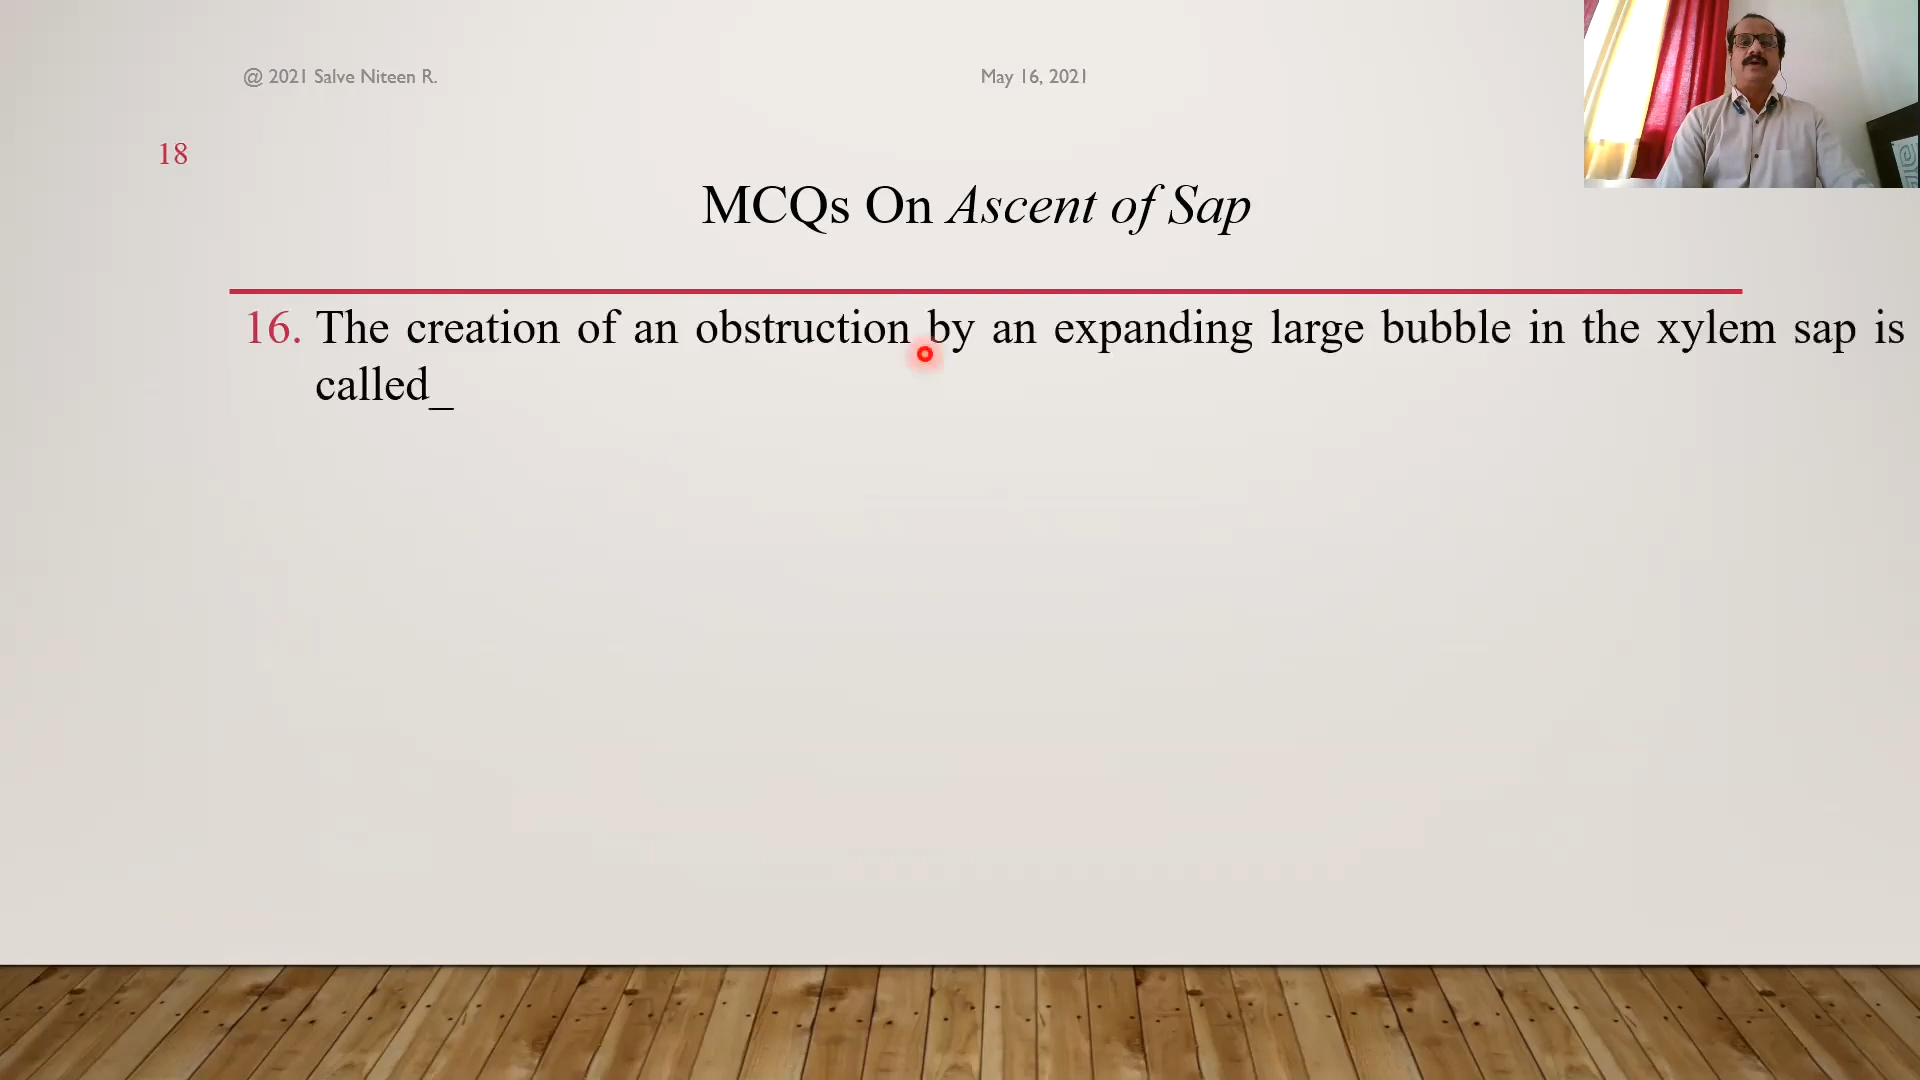 @ 2021 Salve Niteen R.
May 16, 2021
18
MCQs On Ascent of Sap
16. The creation of an obstruction by an expanding large bubble in the xylem sap is
called_